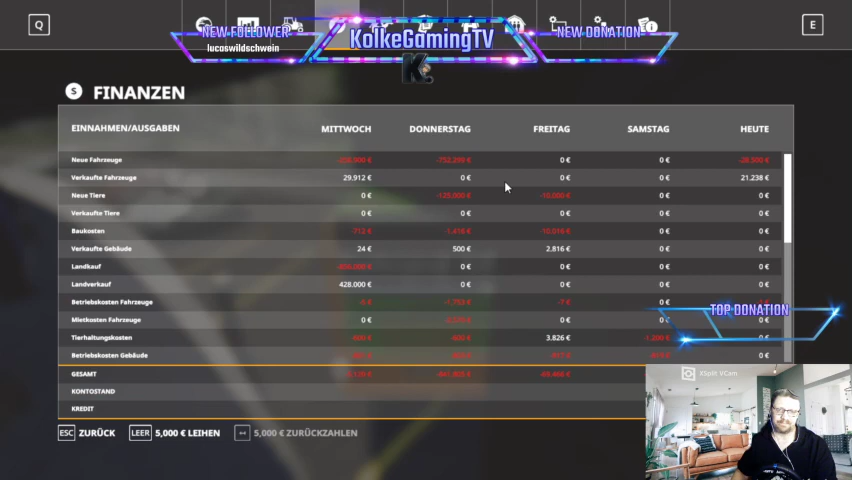 Q
E
NEW FOLLOWER
lucaswildschwein
KolkeGamingTV
NEW DONATION
S FINANZEN
EINNAHMEN/AUSGABEN MITTWOCH DONNERSTAG FREITAG SAMSTAG HEUTE
Neue Fahrzeuge 0 € 0 €
Verkaufte Fahrzeuge 29.912 € 0 € 0 € 0 € 21.238 €
Neue Tiere 0 € 0 € 0 €
Verkaufte Tiere 0 € 0 € 0 € 0 € 0 €
Baukosten 0 € 0 €
Verkaufte Gebäude 24 € 500 € 2.816 € 0 € 0 €
Landkauf 0 € 0 € 0 € 0 €
Landverkauf 428.000 € 0 € 0 € 0 € 0 €
Betriebskosten Fahrzeuge 0 €
Mietkosten Fahrzeuge 0 € 0 €
TOP DONATION
Tierhaltungskosten 3.826 € 0 €
Betriebskosten Gebäude 0 €
GESAMT
KONTOSTAND
KREDIT
XSplit VCam
ESC ZURÜCK LEER 5,000 € LEIHEN 5,000 € ZURÜCKZAHLEN